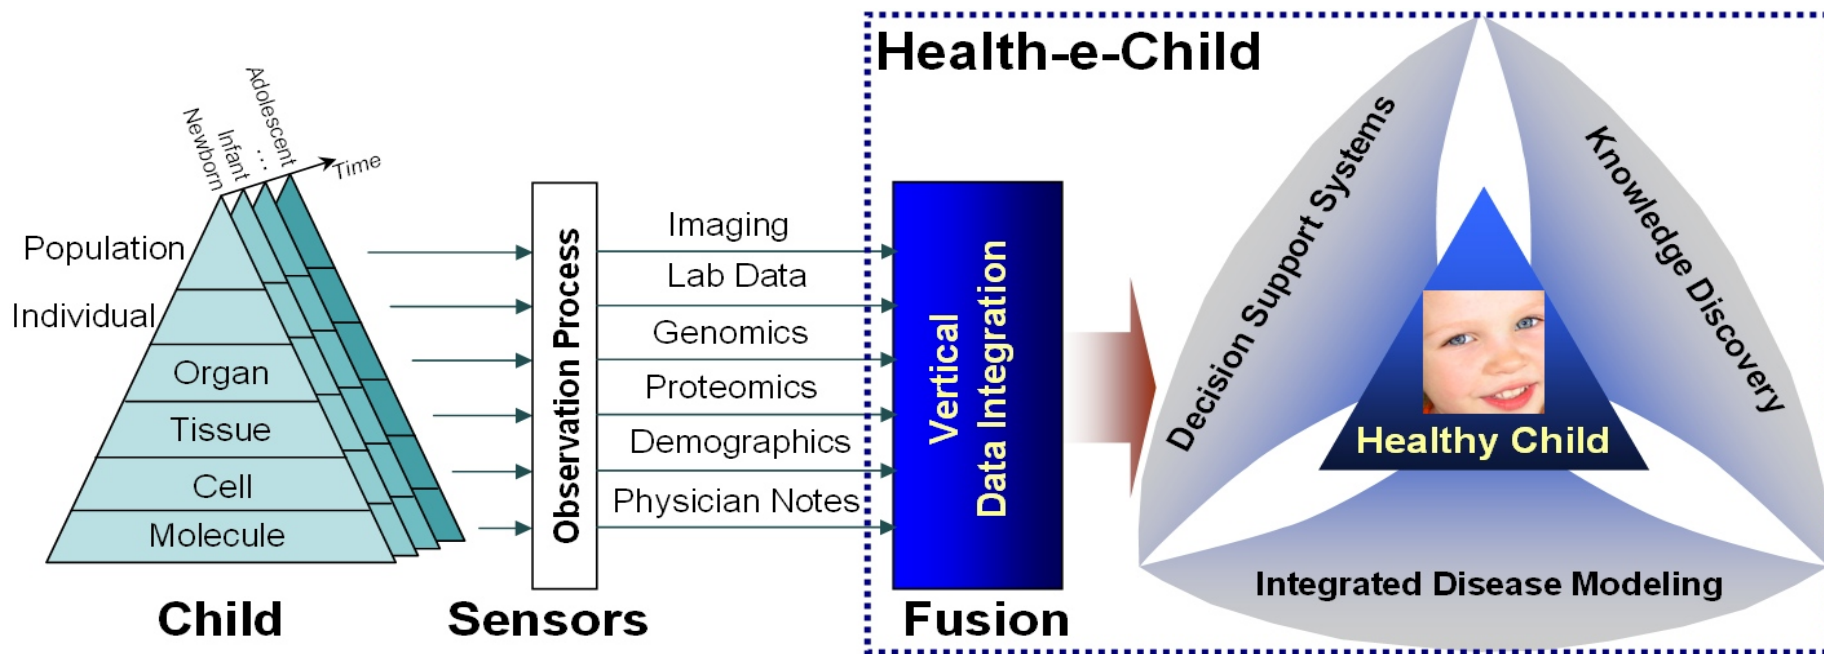 Health-e-Child
Adolescent
...
Infant
Newborn
Time
Population
Individual
Organ
Tissue
Cell
Molecule
Child
Observation Process
Sensors
Imaging
Lab Data
Genomics
Proteomics
Demographics
Physician Notes
Vertical
Data Integration
Fusion
Decision Support Systems
Knowledge Discovery
Healthy Child
Integrated Disease Modeling